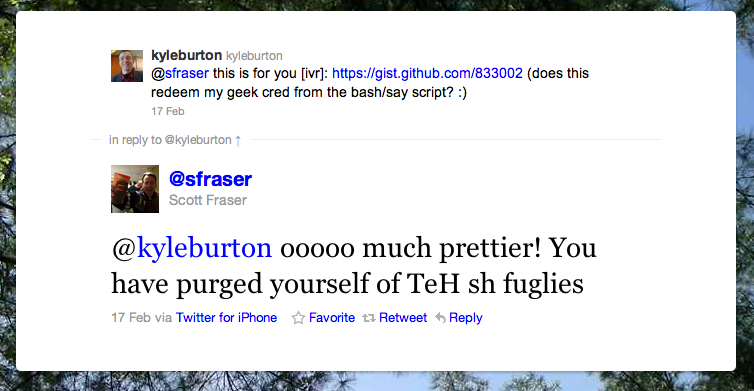 kyleburton kyleburton
@sfraser this is for you [ivr]: https://gist.github.com/833002 (does this
redeem my geek cred from the bash/say script? :)
17 Feb
in reply to @kyleburton ↑
@sfraser
Scott Fraser
@kyleburton ooooo much prettier! You
have purged yourself of TeH sh fuglies
17 Feb via Twitter for iPhone Favorite Retweet Reply